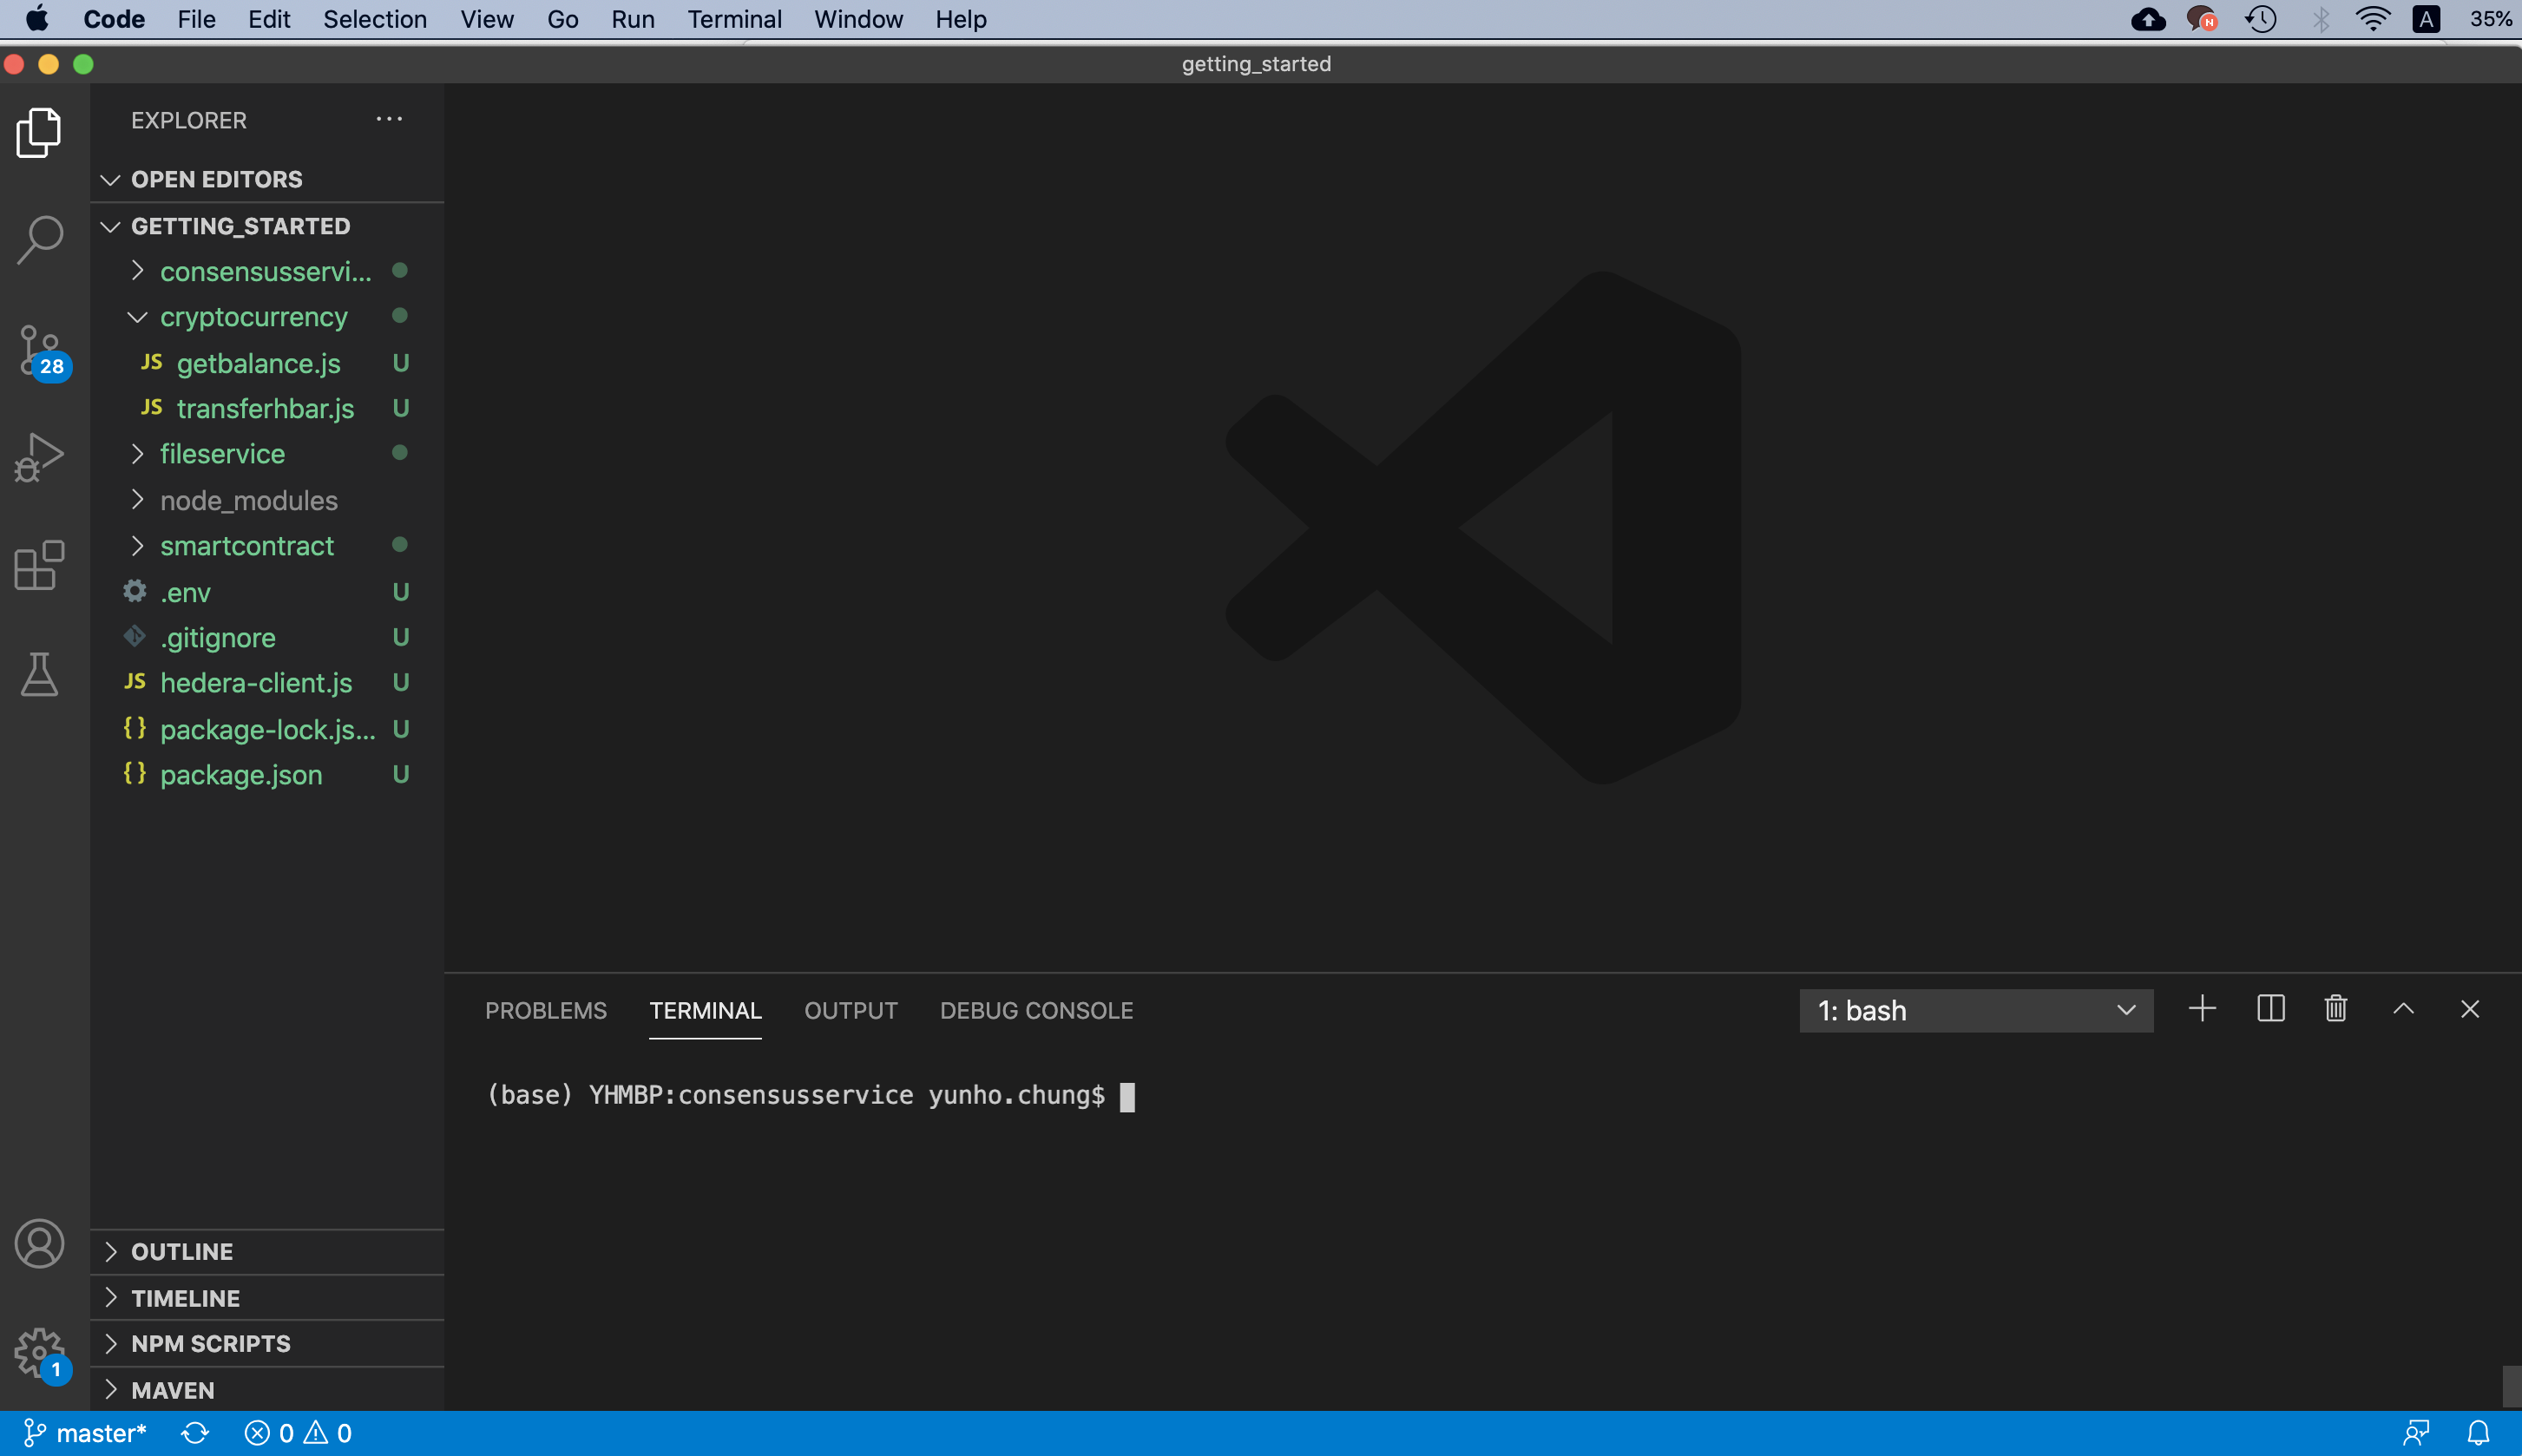 Code File Edit Selection View Go Run Terminal Window Help N A 35%
getting_started
EXPLORER ···
OPEN EDITORS
GETTING_STARTED
consensusservi...
cryptocurrency
JS getbalance.js U
JS transferhbar.js U
fileservice
node_modules
smartcontract
.env U
.gitignore U
JS hedera-client.js U
{} package-lock.js... U
{} package.json U
28
PROBLEMS TERMINAL OUTPUT DEBUG CONSOLE 1: bash
(base) YHMBP:consensusservice yunho.chung$
OUTLINE
TIMELINE
NPM SCRIPTS
MAVEN
1
master* 0 0